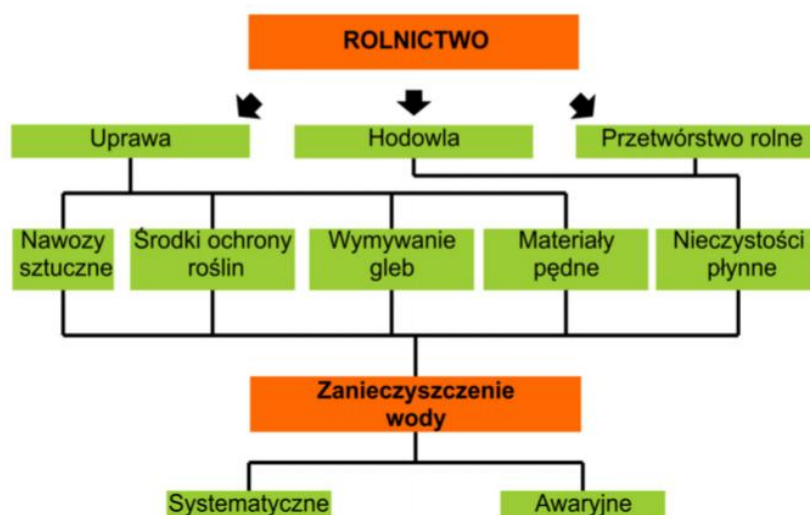 ROLNICTWO
Uprawa
Hodowla
Przetwórstwo rolne
Nawozy
sztuczne
Środki ochrony
roślin
Wymywanie
gleb
Materiały
pędne
Nieczystości
płynne
Zanieczyszczenie
wody
Systematyczne
Awaryjne